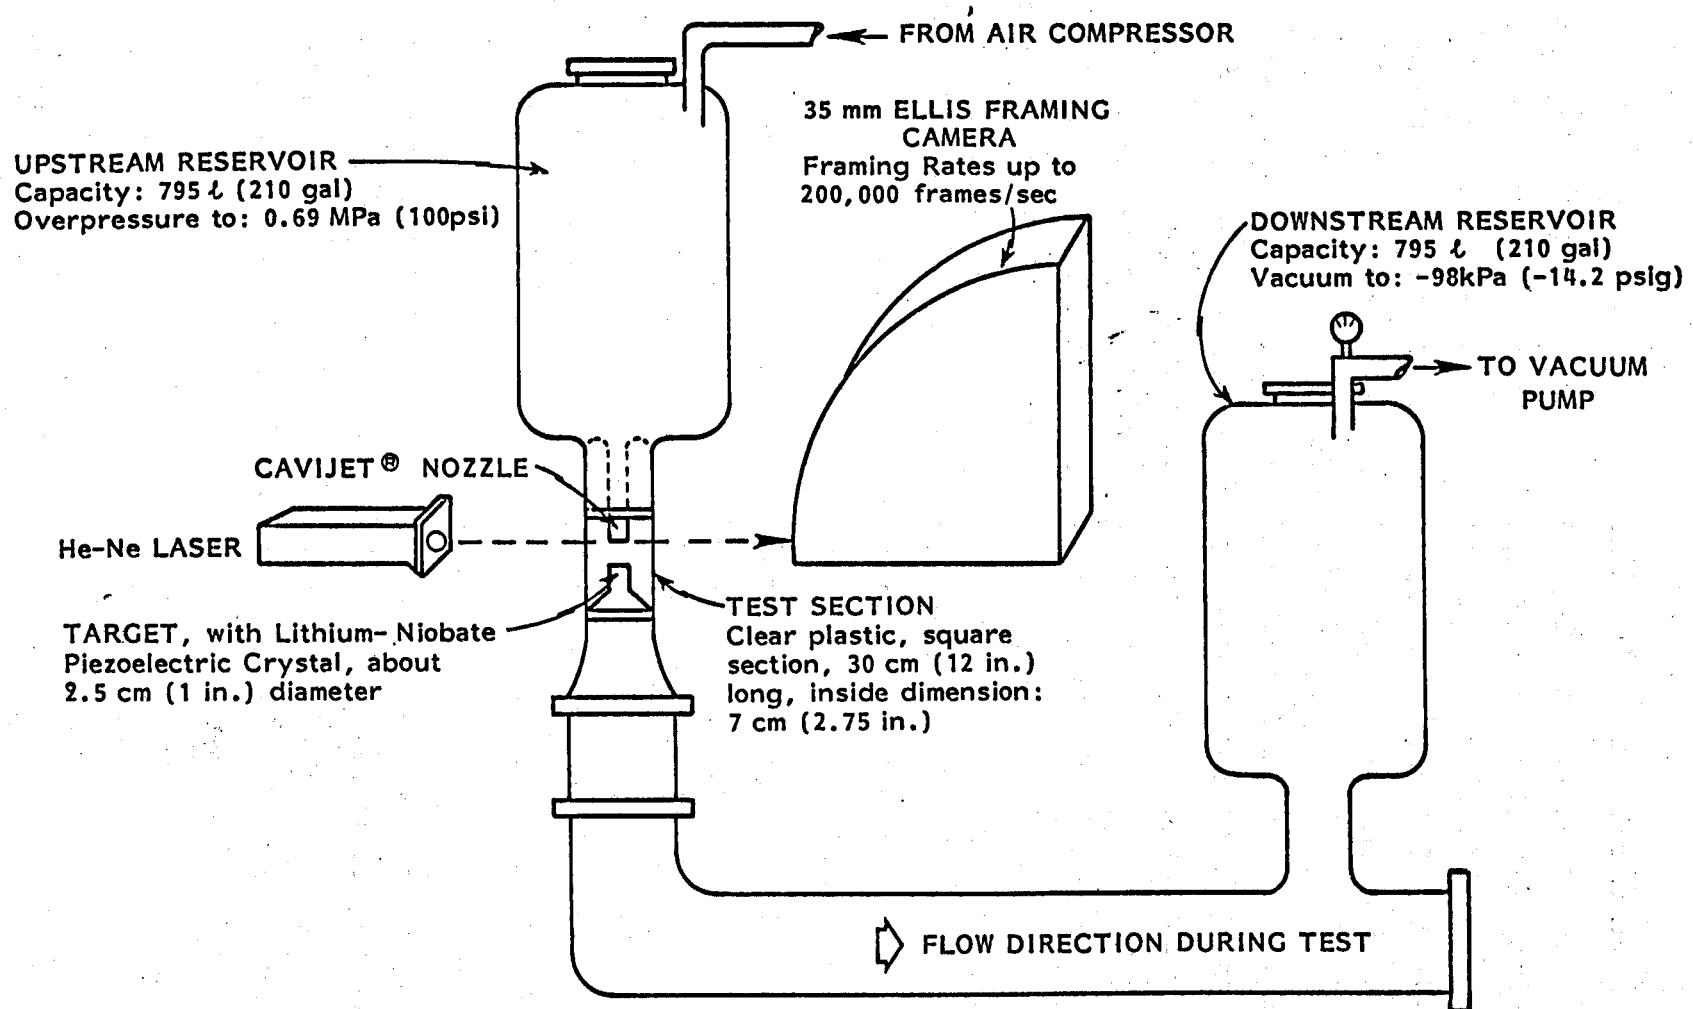 FROM AIR COMPRESSOR
35 mm ELLIS FRAMING
CAMERA
Framing Rates up to
200,000 frames/sec
UPSTREAM RESERVOIR
Capacity: 795 ℓ (210 gal)
Overpressure to: 0.69 MPa (100psi)
DOWNSTREAM RESERVOIR
Capacity: 795 ℓ (210 gal)
Vacuum to: -98kPa (-14.2 psig)
TO VACUUM
PUMP
CAVIJET® NOZZLE
He-Ne LASER
TARGET, with Lithium-Niobate
Piezoelectric Crystal, about
2.5 cm (1 in.) diameter
TEST SECTION
Clear plastic, square
section, 30 cm (12 in.)
long, inside dimension:
7 cm (2.75 in.)
FLOW DIRECTION DURING TEST